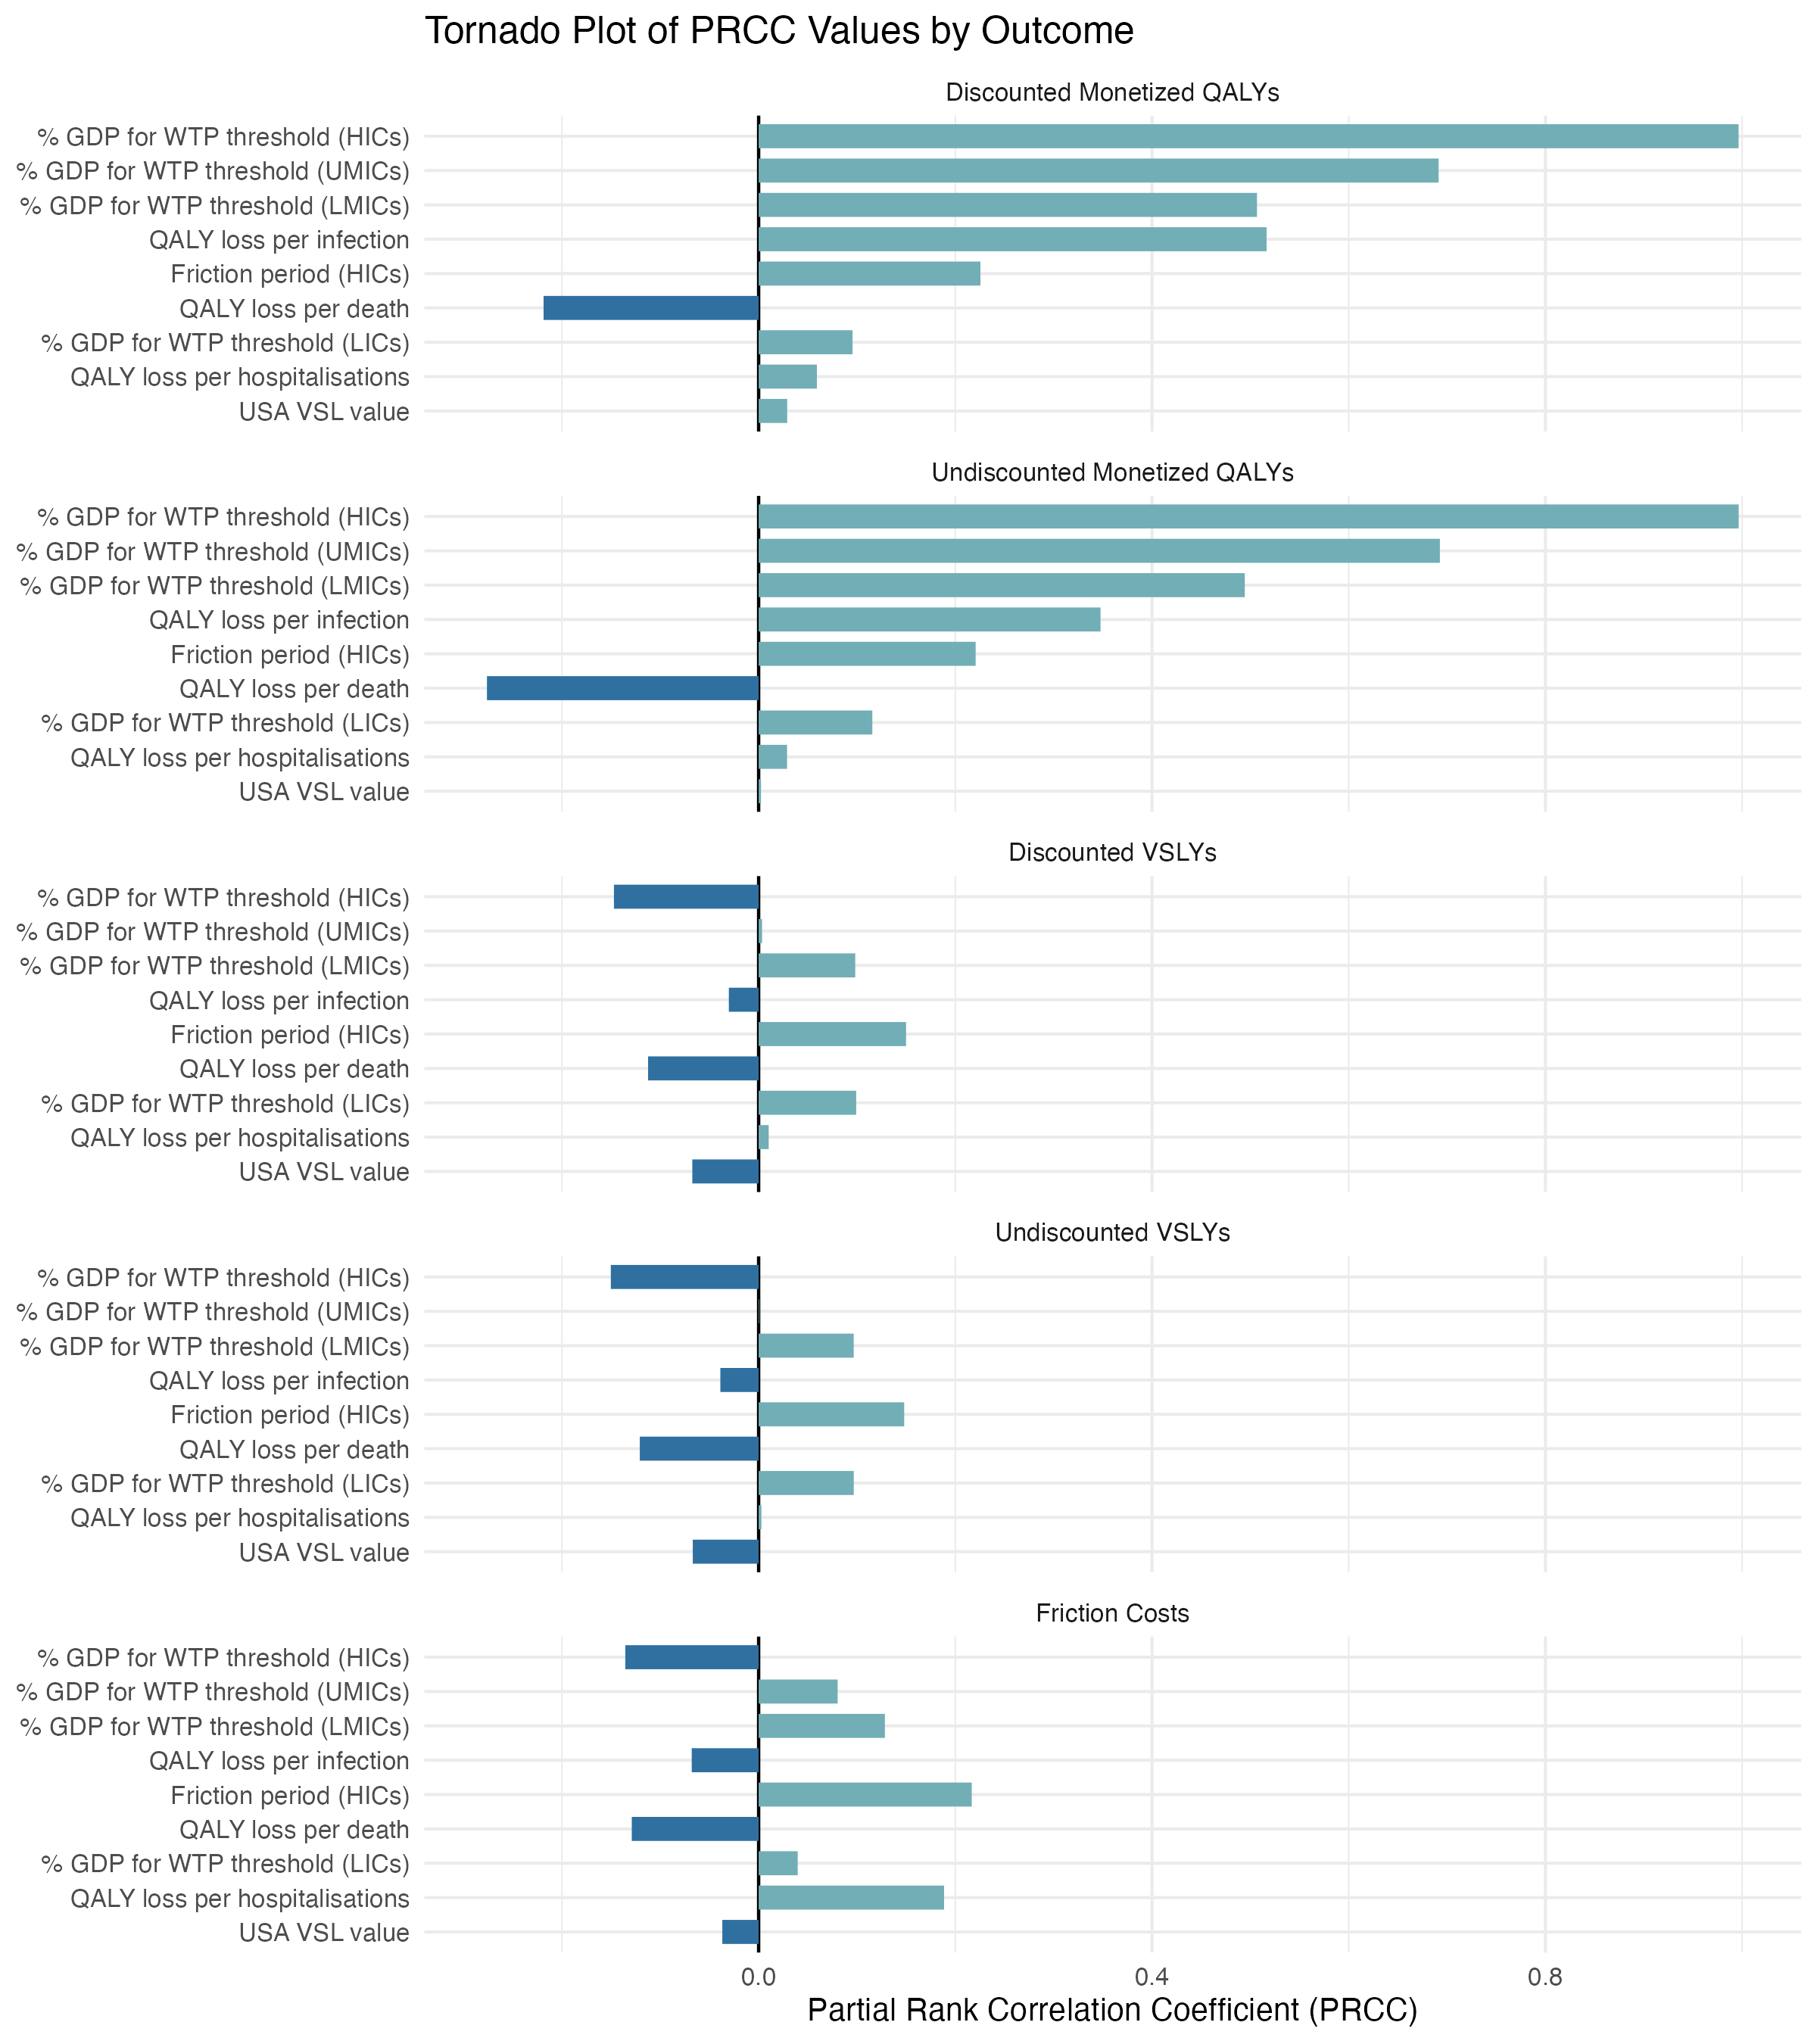 Tornado Plot of PRCC Values by Outcome
Discounted Monetized QALYs
% GDP for WTP threshold (HICs)
% GDP for WTP threshold (UMICs)
% GDP for WTP threshold (LMICs)
QALY loss per infection
Friction period (HICs)
QALY loss per death
% GDP for WTP threshold (LICs)
QALY loss per hospitalisations
USA VSL value
Undiscounted Monetized QALYs
% GDP for WTP threshold (HICs)
% GDP for WTP threshold (UMICs)
% GDP for WTP threshold (LMICs)
QALY loss per infection
Friction period (HICs)
QALY loss per death
% GDP for WTP threshold (LICs)
QALY loss per hospitalisations
USA VSL value
Discounted VSLYs
% GDP for WTP threshold (HICs)
% GDP for WTP threshold (UMICs)
% GDP for WTP threshold (LMICs)
QALY loss per infection
Friction period (HICs)
QALY loss per death
% GDP for WTP threshold (LICs)
QALY loss per hospitalisations
USA VSL value
Undiscounted VSLYs
% GDP for WTP threshold (HICs)
% GDP for WTP threshold (UMICs)
% GDP for WTP threshold (LMICs)
QALY loss per infection
Friction period (HICs)
QALY loss per death
% GDP for WTP threshold (LICs)
QALY loss per hospitalisations
USA VSL value
Friction Costs
% GDP for WTP threshold (HICs)
% GDP for WTP threshold (UMICs)
% GDP for WTP threshold (LMICs)
QALY loss per infection
Friction period (HICs)
QALY loss per death
% GDP for WTP threshold (LICs)
QALY loss per hospitalisations
USA VSL value
0.0 0.4 0.8
Partial Rank Correlation Coefficient (PRCC)